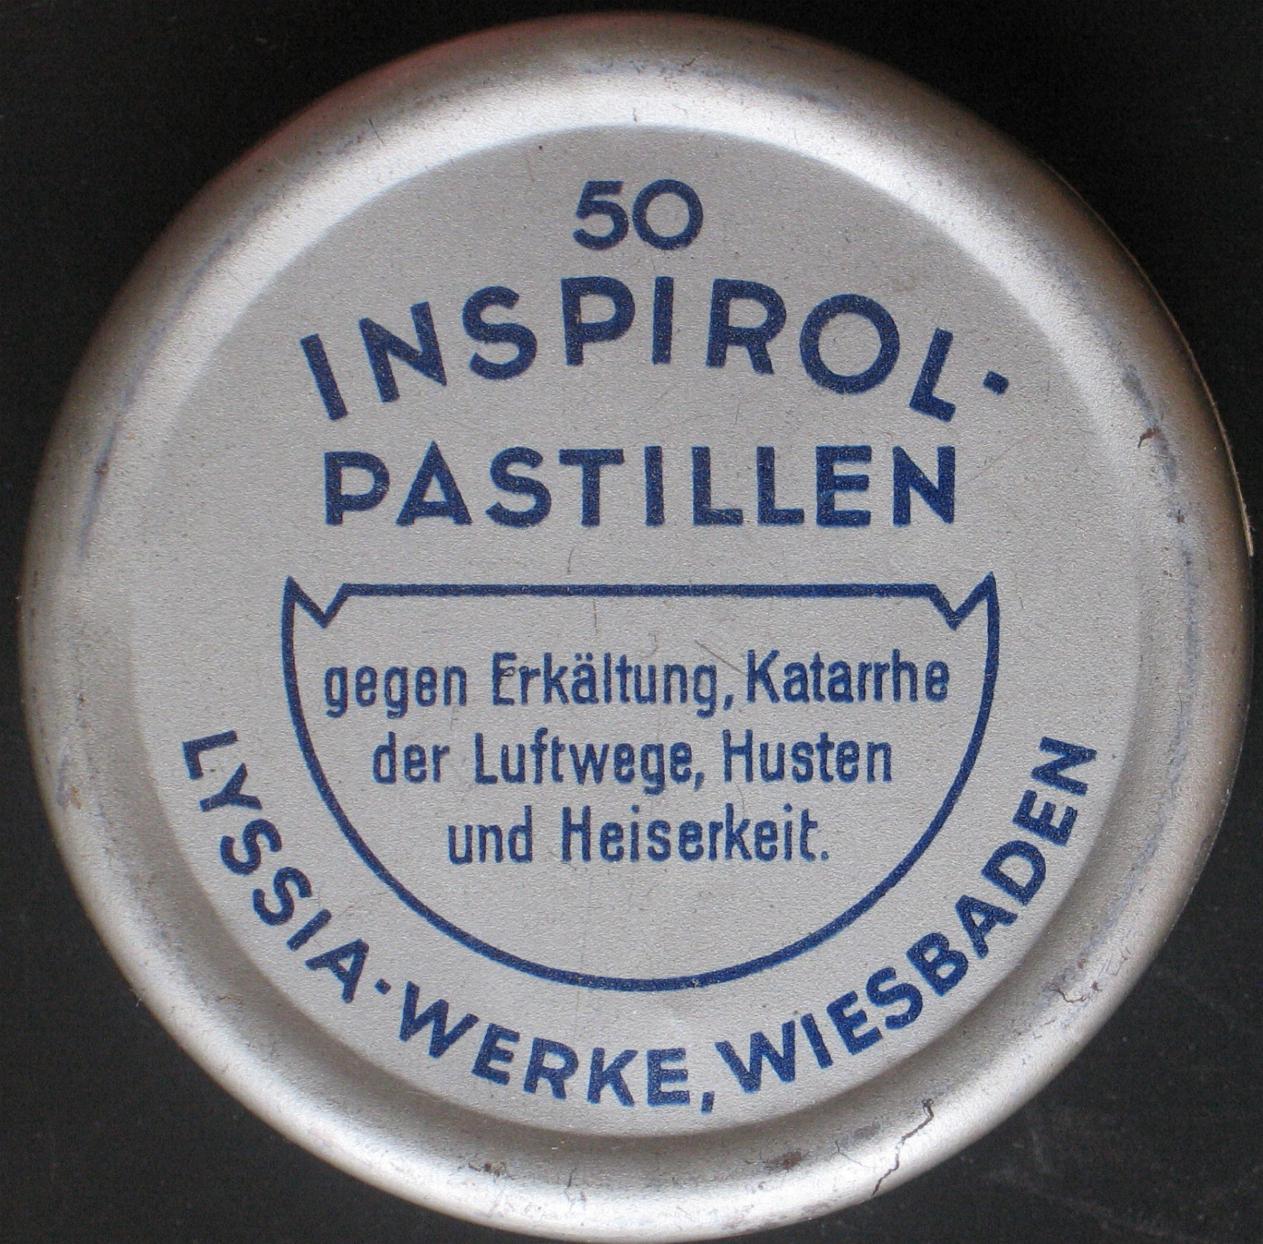 50
INSPIROL-
PASTILLEN
gegen Erkältung, Katarrhe
der Luftwege, Husten
und Heiserkeit.
LYSSIA-WERKE, WIESBADEN